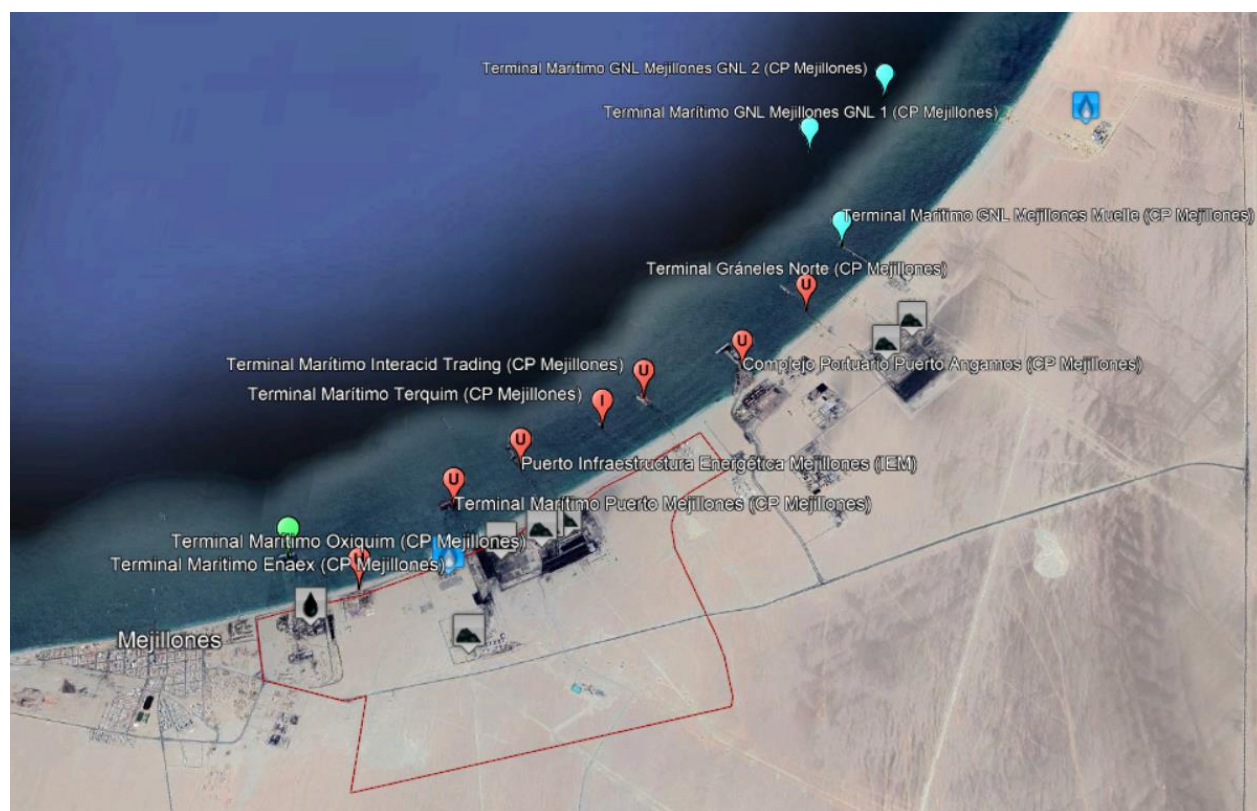 Terminal Marítimo GNL Mejillones GNL 2 (CP Mejillones)
Terminal Marítimo GNL Mejillones GNL 1 (CP Mejillones)
Terminal Marítimo GNL Mejillones Muelle (CP Mejillones)
Terminal Gráneles Norte (CP Mejillones)
U
U
Terminal Marítimo Interacid Trading (CP Mejillones)
Complejo Portuario Puerto Angamos (CP Mejillones)
U
Terminal Marítimo Terquim (CP Mejillones)
I
U
Puerto Infraestructura Energética Mejillones (IEM)
U
Terminal Marítimo Puerto Mejillones (CP Mejillones)
Terminal Marítimo Oxiquim (CP Mejillones)
Terminal Marítimo Enaex (CP Mejillones)
Mejillones